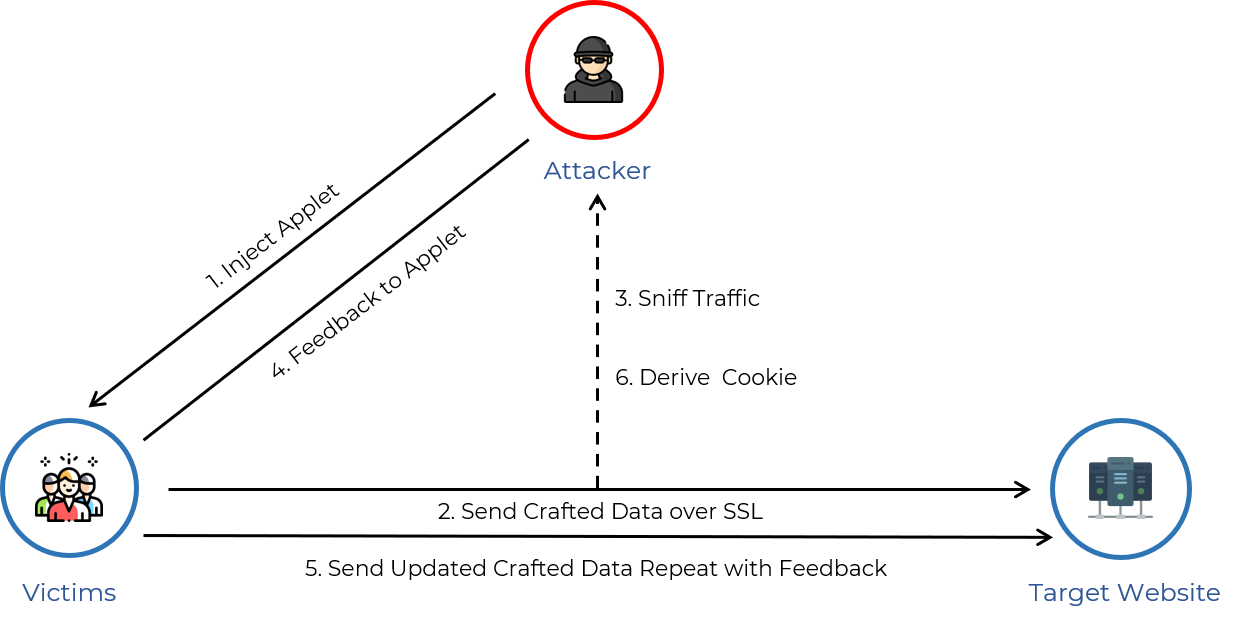 Attacker
1. Inject Applet
4. Feedback to Applet
3. Sniff Traffic
6. Derive  Cookie
2. Send Crafted Data over SSL
5. Send Updated Crafted Data Repeat with Feedback
Victims
Target Website